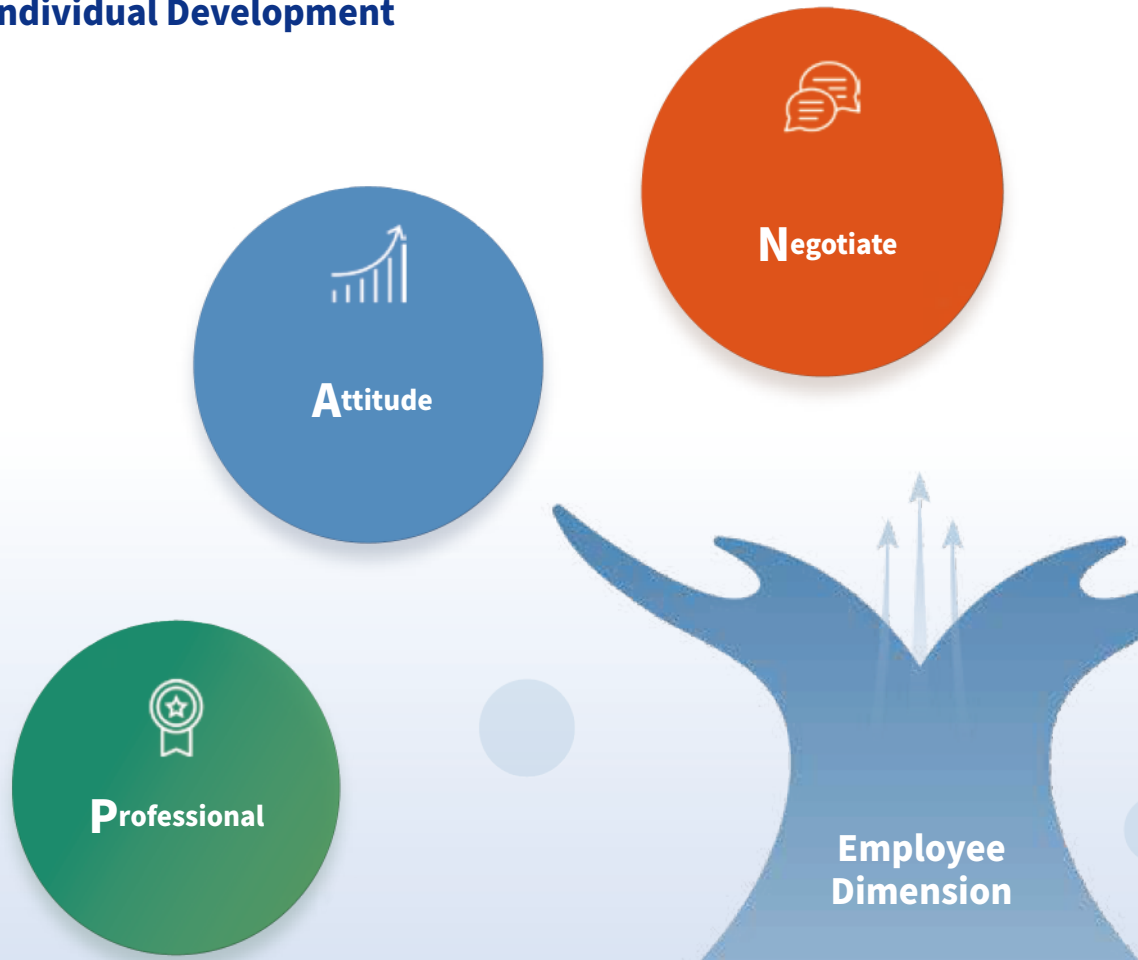 ndividual Development
Negotiate
Attitude
Professional
Employee
Dimension